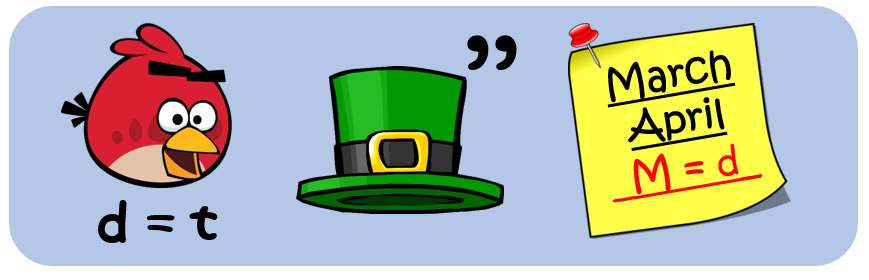 d = t
,,
March
April
M = d